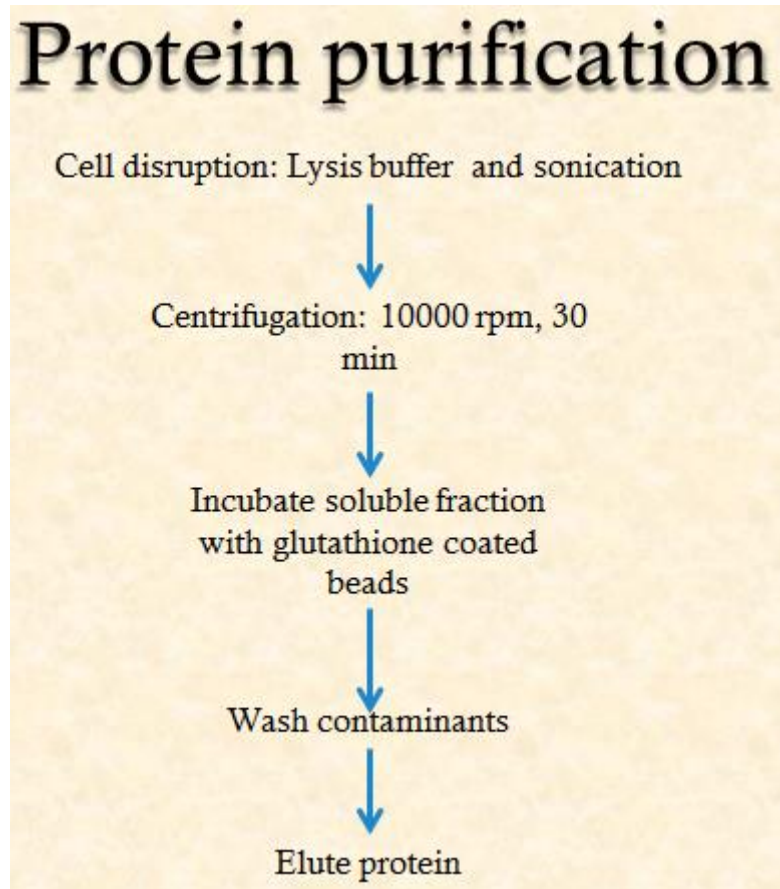 Protein purification
Cell disruption: Lysis buffer and sonication
Centrifugation: 10000 rpm, 30
min
Incubate soluble fraction
with glutathione coated
beads
Wash contaminants
Elute protein